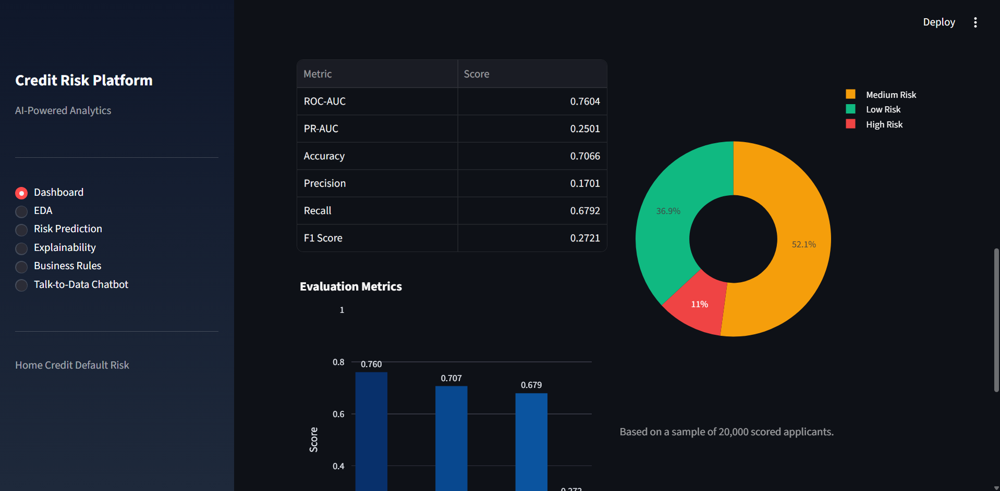 Deploy
Credit Risk Platform
AI-Powered Analytics
Dashboard
EDA
Risk Prediction
Explainability
Business Rules
Talk-to-Data Chatbot
Home Credit Default Risk
Metric Score
ROC-AUC 0.7604
PR-AUC 0.2501
Accuracy 0.7066
Precision 0.1701
Recall 0.6792
F1 Score 0.2721
Evaluation Metrics
1
0.8
0.6
0.4
Score
0.760
0.707
0.679
0.272
Medium Risk
Low Risk
High Risk
36.9%
52.1%
11%
Based on a sample of 20,000 scored applicants.